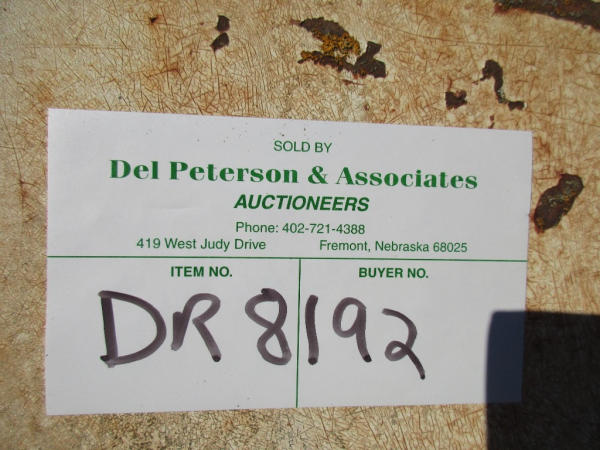 SOLD BY
Del Peterson & Associates
AUCTIONEERS
Phone: 402-721-4388
419 West Judy Drive Fremont, Nebraska 68025
ITEM NO. BUYER NO.
DR 8192